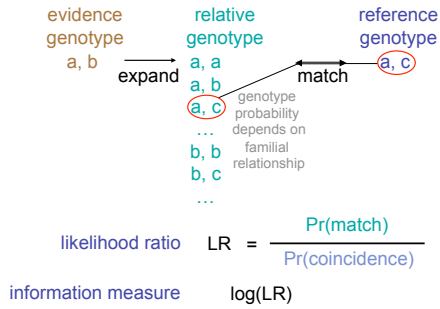 evidence genotype
a, b
expand
relative genotype
a, a
a, b
a, c
...
b, b
b, c
...
genotype
probability
depends on
familial
relationship
match
reference genotype
a, c
likelihood ratio LR = Pr(match)
Pr(coincidence)
information measure log(LR)